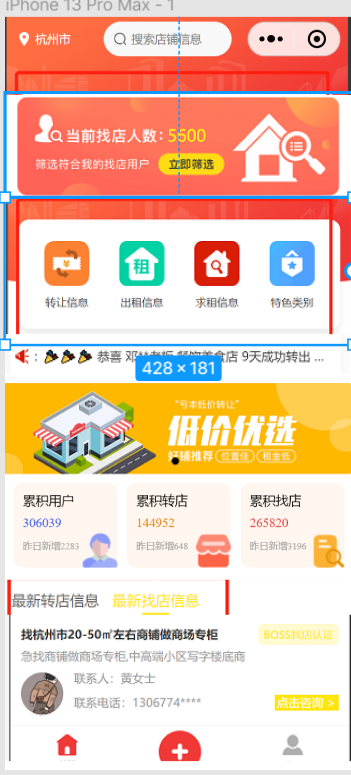 iPhone 13 Pro Max - 1
杭州市 搜索店铺信息
当前找店人数：5500
筛选符合我的找店用户 立即筛选
转让信息 出租信息 求租信息 特色类别
恭喜 邓**老板 餐饮美食店 9天成功转出 ...
428 × 181
“号本低价转让”
低价优选
好铺推荐 位置佳 租金低
累积用户 累积转店 累积找店
306039 144952 265820
昨日新增2283 昨日新增648 昨日新增3196
最新转店信息 最新找店信息
找杭州市20-50㎡左右商铺做商场专柜 BOSS找店认证
急找商铺做商场专柜,中高端小区写字楼底商
联系人：黄女士
联系电话：1306774**** 点击咨询 >